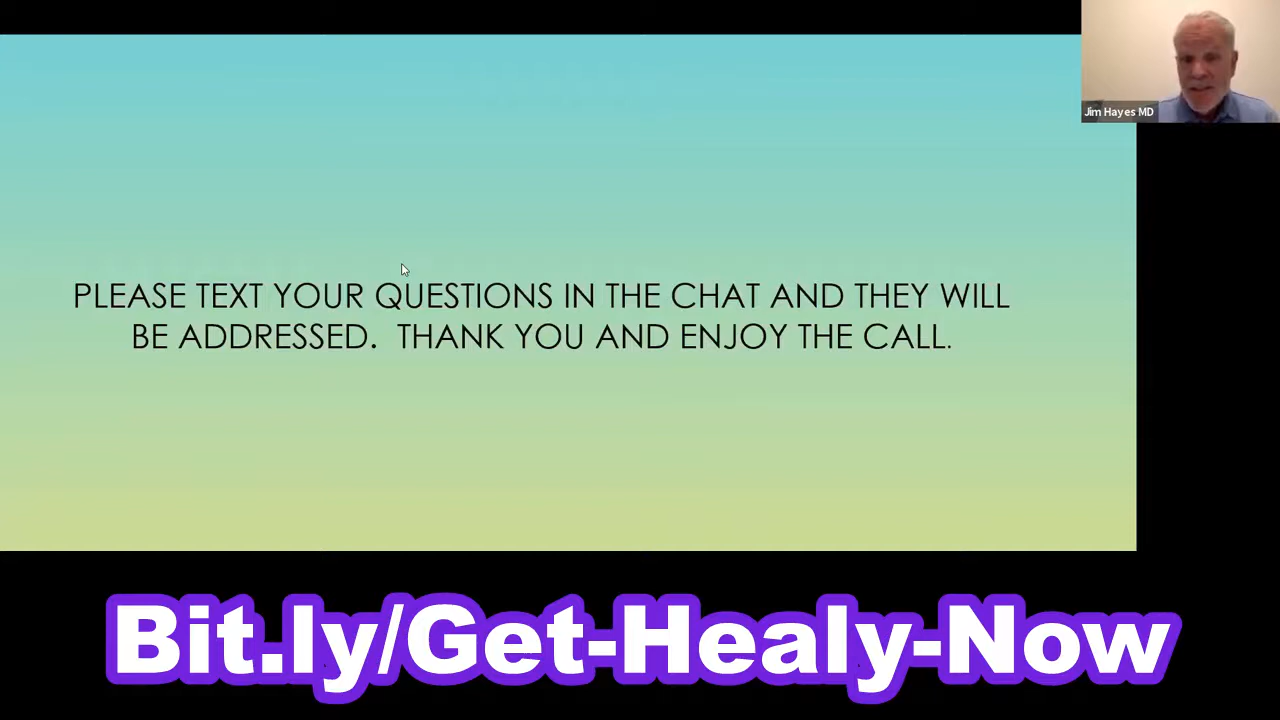 Jim Hayes MD
PLEASE TEXT YOUR QUESTIONS IN THE CHAT AND THEY WILL
BE ADDRESSED. THANK YOU AND ENJOY THE CALL.
Bit.ly/Get-Healy-Now